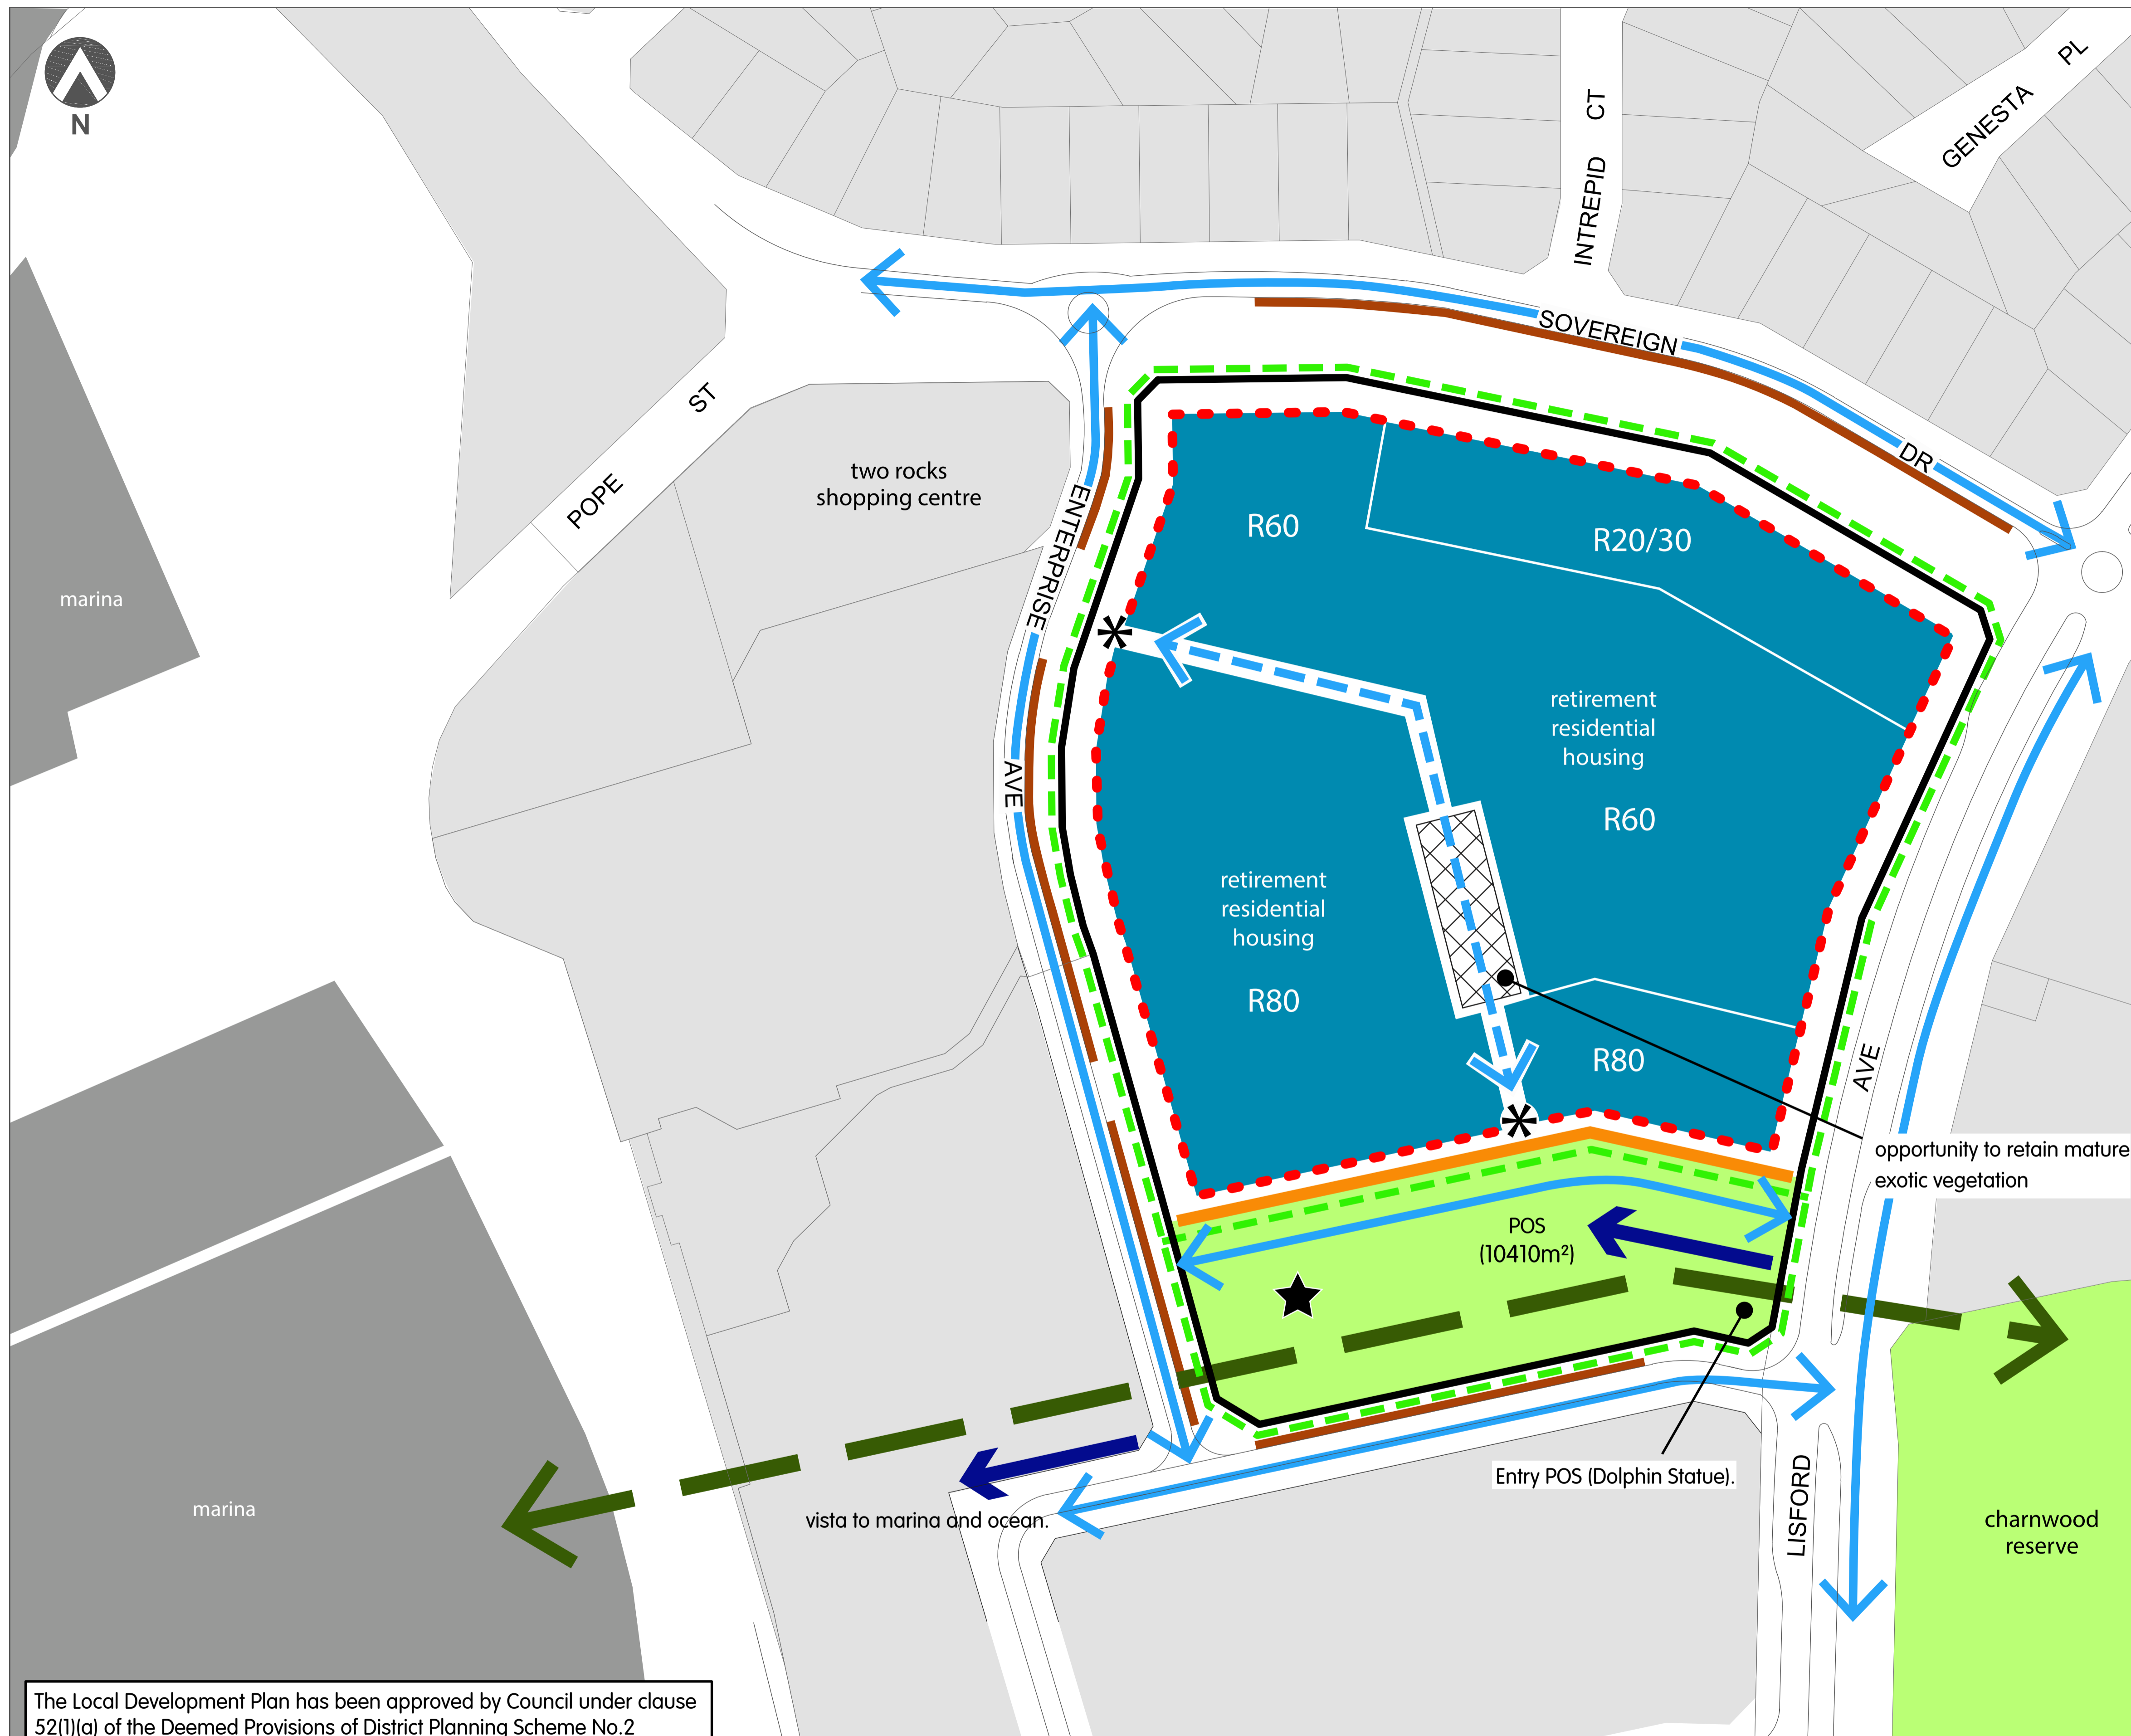 N
INTREPID CT
GENESTA PL
SOVEREIGN
DR
POPE ST
two rocks
shopping centre
ENTERPRISE
AVE
marina
R60
R20/30
retirement
residential
housing
R60
retirement
residential
housing
R80
R80
AVE
opportunity to retain mature
exotic vegetation
POS
(10410m²)
Entry POS (Dolphin Statue).
LISFORD
vista to marina and ocean.
marina
charnwood
reserve
The Local Development Plan has been approved by Council under clause
52(1)(a) of the Deemed Provisions of District Planning Scheme No.2